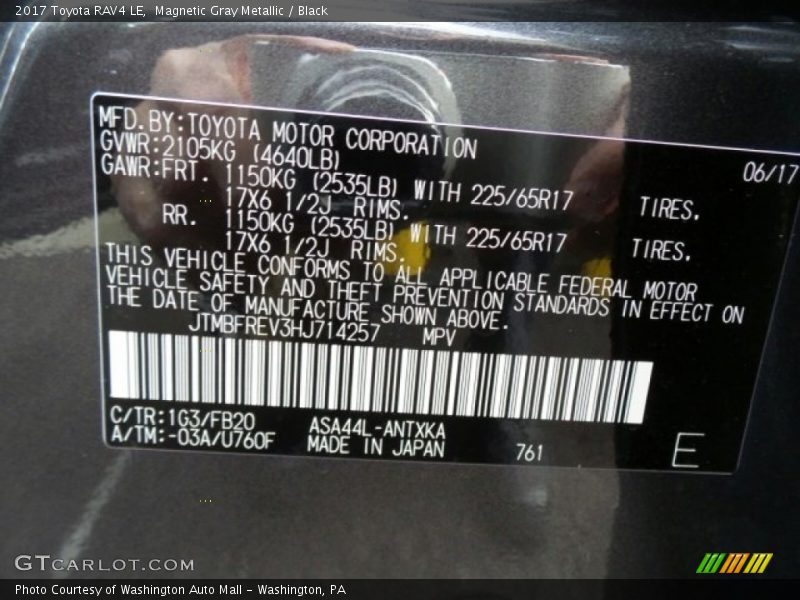 2017 Toyota RAV4 LE,  Magnetic Gray Metallic / Black
MFD.BY:TOYOTA MOTOR CORPORATION 06/17
GVWR:2105KG (4640LB)
GAWR:FRT. 1150KG (2535LB) WITH 225/65R17 TIRES.
17X6 1/2J RIMS.
RR. 1150KG (2535LB) WITH 225/65R17 TIRES.
17X6 1/2J RIMS.
THIS VEHICLE CONFORMS TO ALL APPLICABLE FEDERAL MOTOR
VEHICLE SAFETY AND THEFT PREVENTION STANDARDS IN EFFECT ON
THE DATE OF MANUFACTURE SHOWN ABOVE.
JTMBFREV3HJ714257 MPV
C/TR:1G3/FB20 ASA44L-ANTXKA
A/TM:-03A/U760F MADE IN JAPAN 761 E
GTCARLOT.COM
Photo Courtesy of Washington Auto Mall - Washington, PA